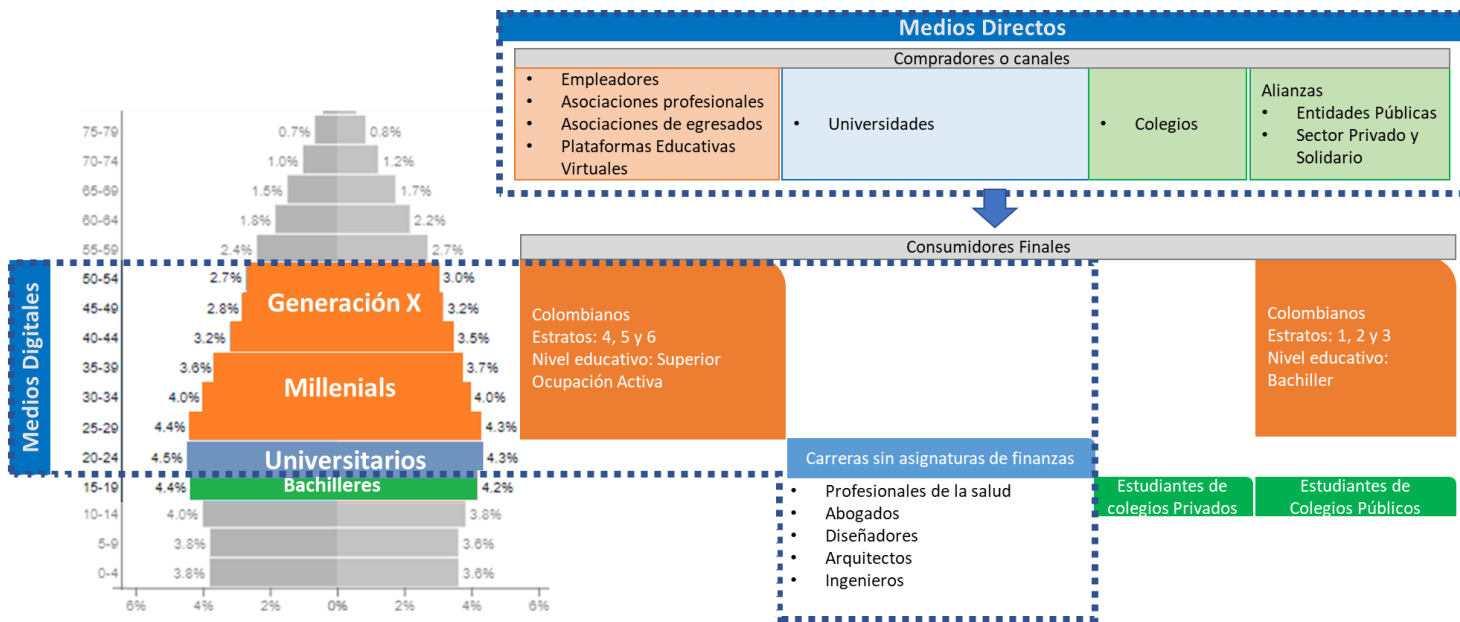 Medios Directos
Compradores o canales
• Empleadores
• Asociaciones profesionales
• Asociaciones de egresados
• Plataformas Educativas
Virtuales
• Universidades
• Colegios
Alianzas
• Entidades Públicas
• Sector Privado y
Solidario
75-79 0.7% 0.8%
70-74 1.0% 1.2%
65-69 1.5% 1.7%
60-64 1.8% 2.2%
55-59 2.4% 2.7%
Consumidores Finales
Medios Digitales
50-54 2.7% 3.0%
45-49 2.8% Generación X 3.2%
40-44 3.2% 3.5%
35-39 3.6% 3.7%
30-34 4.0% Millenials 4.0%
25-29 4.4% 4.3%
20-24 4.5% Universitarios 4.3%
15-19 4.4% Bachilleres 4.2%
10-14 4.0% 3.8%
5-9 3.8% 3.6%
0-4 3.8% 3.6%
6% 4% 2% 0% 2% 4% 6%
Colombianos
Estratos: 4, 5 y 6
Nivel educativo: Superior
Ocupación Activa
Colombianos
Estratos: 1, 2 y 3
Nivel educativo:
Bachiller
Carreras sin asignaturas de finanzas
• Profesionales de la salud
• Abogados
• Diseñadores
• Arquitectos
• Ingenieros
Estudiantes de
colegios Privados
Estudiantes de
Colegios Públicos